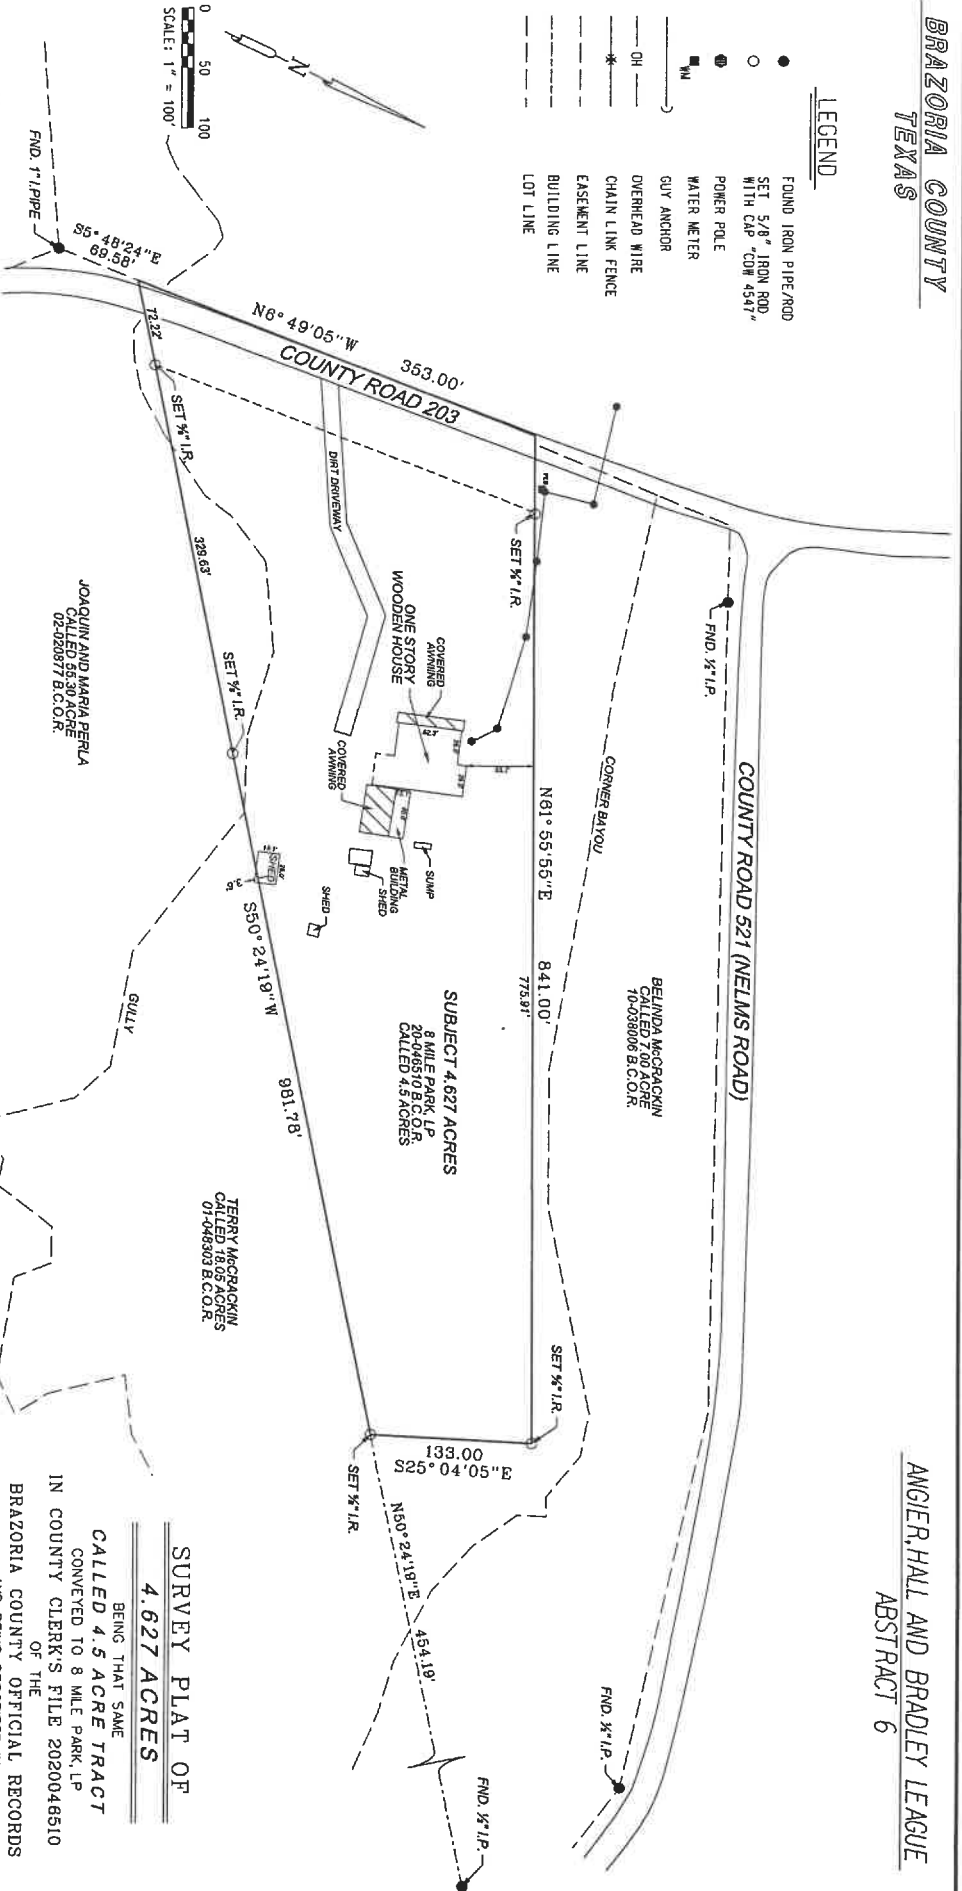 BRAZORIA COUNTY
TEXAS
ANGIER, HALL AND BRADLEY LEAGUE
ABSTRACT 6
LEGEND
FOUND IRON PIPE/ROD
SET 5/8" IRON ROD
WITH CAP "CDW 4547"
POWER POLE
WM
WATER METER
GUY ANCHOR
OH
OVERHEAD WIRE
CHAIN LINK FENCE
EASEMENT LINE
BUILDING LINE
LOT LINE
N
0 50 100
SCALE: 1" = 100'
FND. 1" I.PIPE
S5°48'24"E
69.58'
N6°49'05"W 353.00'
COUNTY ROAD 203
72.22'
SET ⅝" I.R.
329.63'
SET ⅝" I.R.
DIRT DRIVEWAY
SET ⅝" I.R.
FND. ½" I.P.
COUNTY ROAD 521 (NELMS ROAD)
CORNER BAYOU
ONE STORY
WOODEN HOUSE
COVERED
AWNING
COVERED
AWNING
METAL
BUILDING
SUMP
SHED
SHED
SHED
N61°55'55"E 841.00'
775.91'
BELINDA McCRACKIN
CALLED 7.00 ACRE
10-038006 B.C.O.R.
SUBJECT 4.627 ACRES
8 MILE PARK, LP
20-046510 B.C.O.R.
CALLED 4.5 ACRES
S50°24'19"W 981.78'
GULLY
JOAQUIN AND MARIA PERLA
CALLED 55.30 ACRE
02-020877 B.C.O.R.
TERRY McCRACKIN
CALLED 18.05 ACRES
01-048303 B.C.O.R.
SET ⅝" I.R.
133.00
S25°04'05"E
SET ⅝" I.R.
N50°24'19"E 454.19'
FND. ½" I.P.
FND. ½" I.P.
SURVEY PLAT OF
4.627 ACRES
BEING THAT SAME
CALLED 4.5 ACRE TRACT
CONVEYED TO 8 MILE PARK, LP
IN COUNTY CLERK'S FILE 2020046510
OF THE
BRAZORIA COUNTY OFFICIAL RECORDS